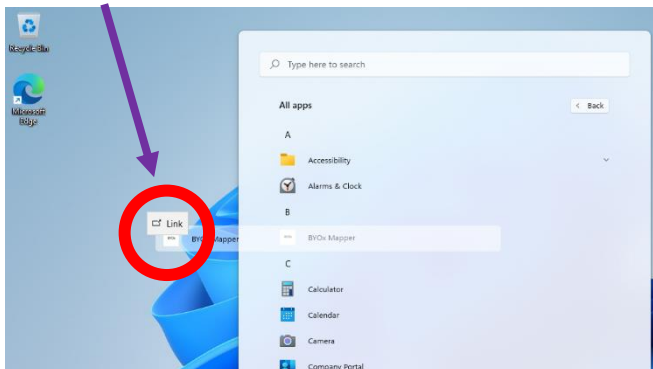 Recycle Bin
Microsoft
Edge
Type here to search
All apps
Back
A
Accessibility
Alarms & Clock
B
Link
BYOx Mapper
BYOx Mapper
C
Calculator
Calendar
Camera
Company Portal